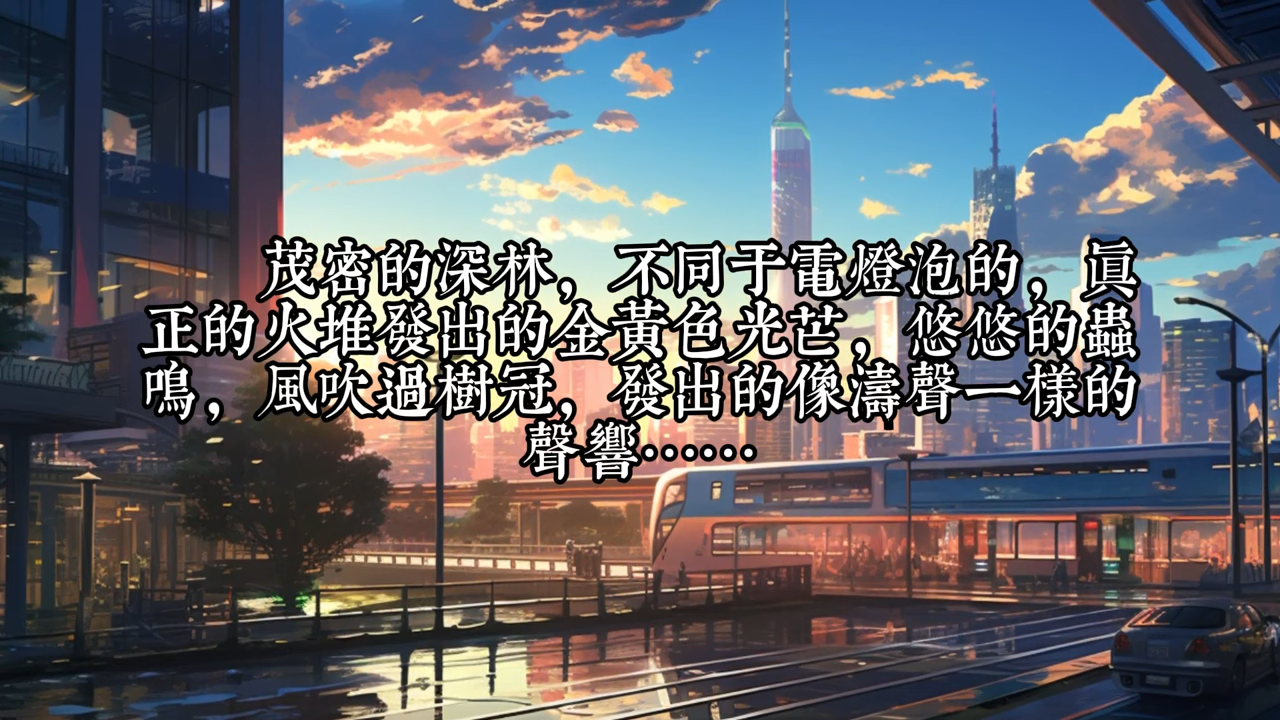 茂密的深林，不同于電燈泡的，眞
正的火堆發出的金黃色光芒，悠悠的蟲
鳴，風吹過樹冠，發出的像濤聲一樣的
聲響……